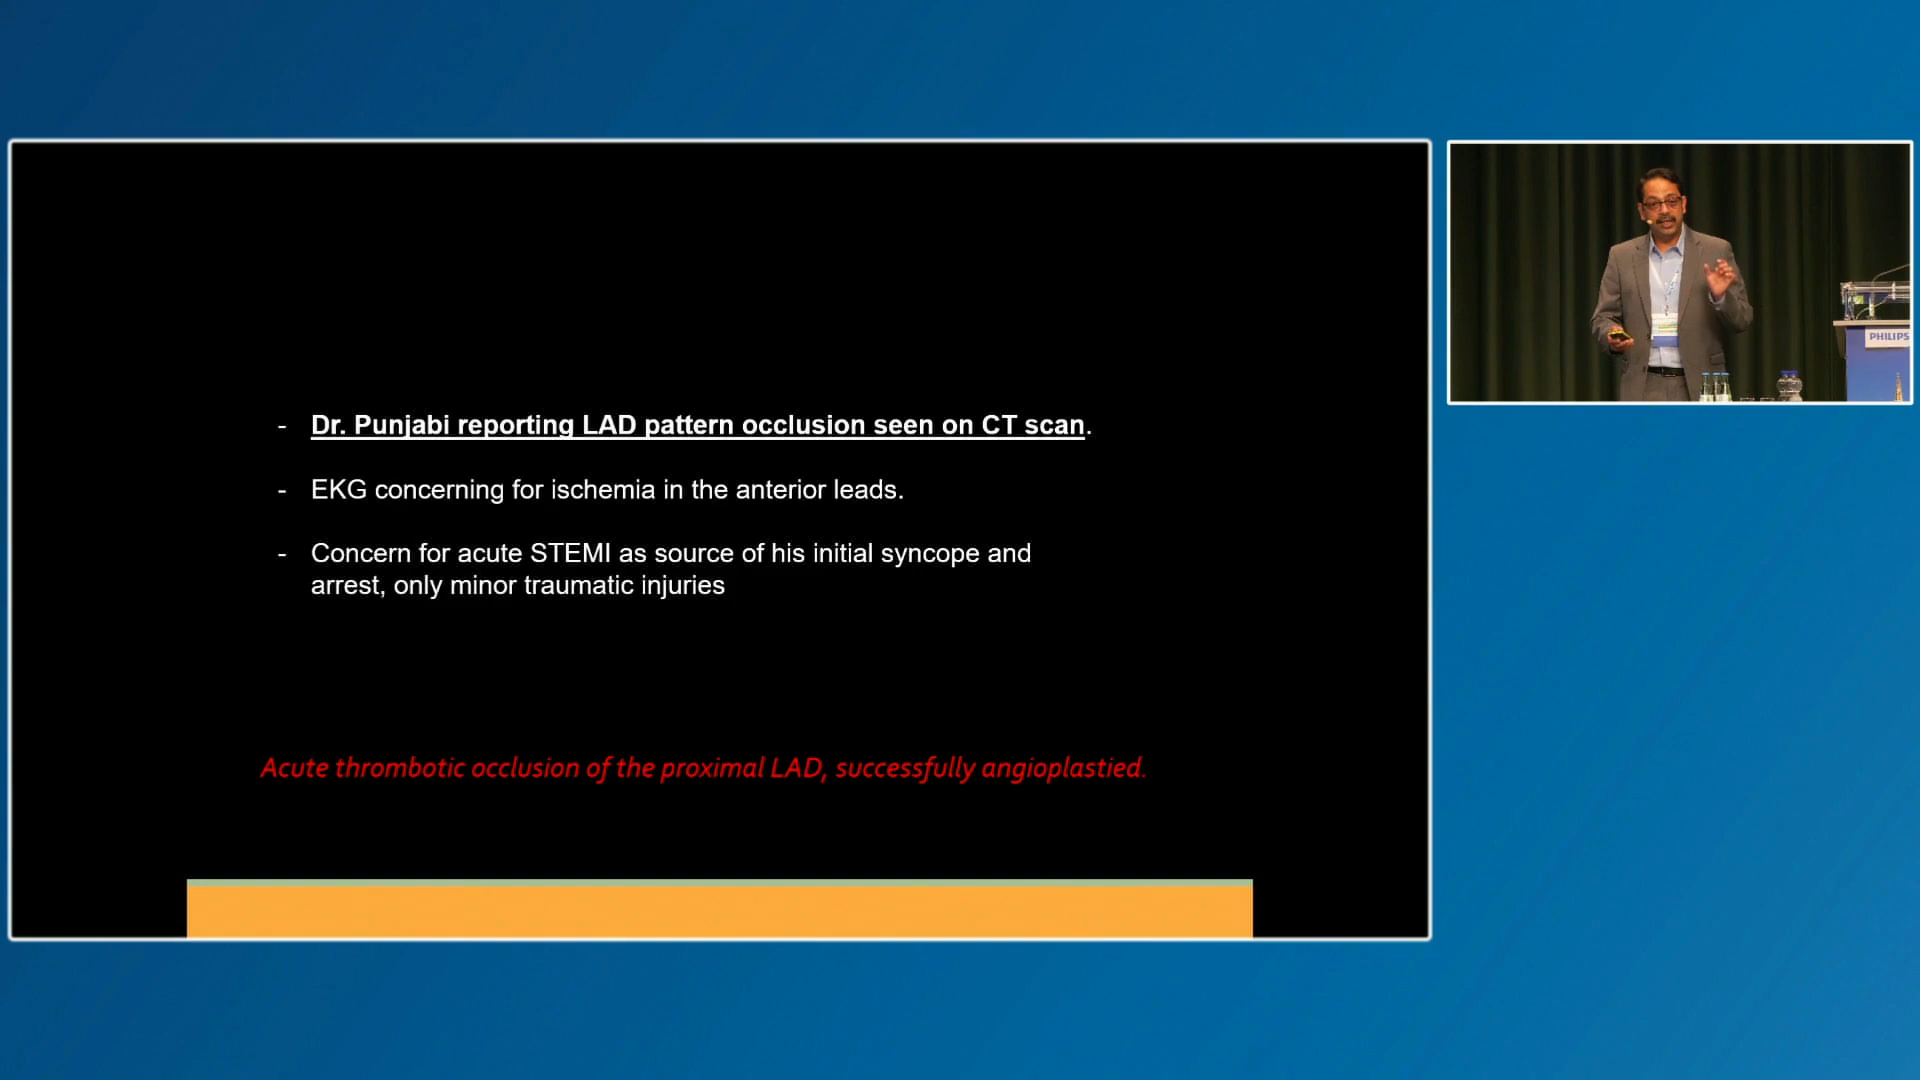 - Dr. Punjabi reporting LAD pattern occlusion seen on CT scan.
- EKG concerning for ischemia in the anterior leads.
- Concern for acute STEMI as source of his initial syncope and
arrest, only minor traumatic injuries
Acute thrombotic occlusion of the proximal LAD, successfully angioplastied.
PHILIPS